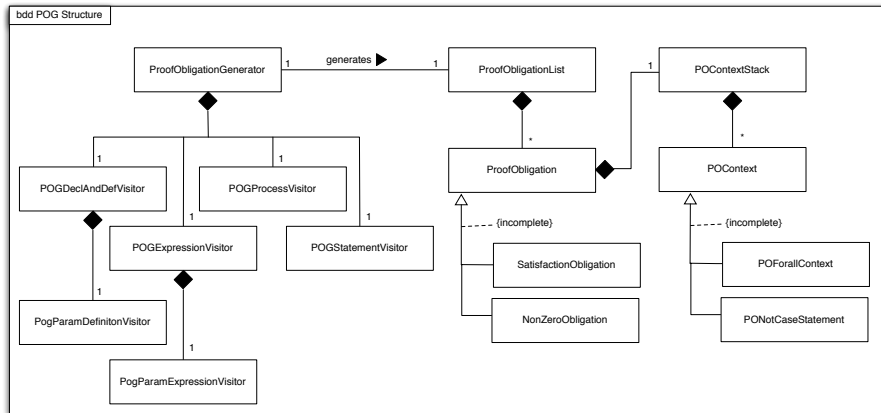 bdd POG Structure
ProofObligationGenerator
1
generates
1
ProofObligationList
1
POContextStack
*
*
1
1
1
ProofObligation
POContext
POGDeclAndDefVisitor
POGProcessVisitor
1
1
{incomplete}
{incomplete}
POGExpressionVisitor
POGStatementVisitor
SatisfactionObligation
POForallContext
1
PogParamDefinitonVisitor
NonZeroObligation
PONotCaseStatement
1
PogParamExpressionVisitor